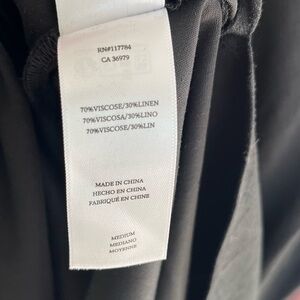 RN#117784
CA 36979
70%VISCOSE/30%LINEN
70%VISCOSA/30%LINO
70%VISCOSE/30%LIN
MADE IN CHINA
HECHO EN CHINA
FABRIQUÉ EN CHINE
MEDIUM
MEDIANO
MOYENNE